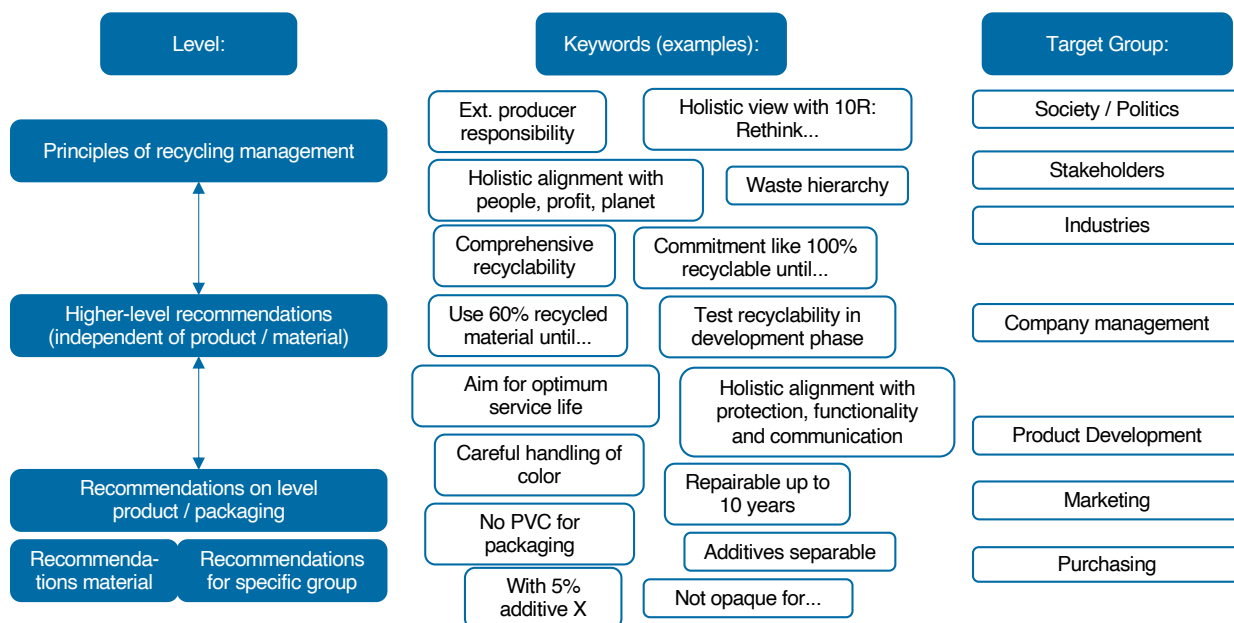 Level:
Keywords (examples):
Target Group:
Principles of recycling management
Higher-level recommendations
(independent of product / material)
Recommendations on level
product / packaging
Recommenda-
tions material
Recommendations
for specific group
Ext. producer
responsibility
Holistic view with 10R:
Rethink...
Holistic alignment with
people, profit, planet
Waste hierarchy
Comprehensive
recyclability
Commitment like 100%
recyclable until...
Use 60% recycled
material until...
Test recyclability in
development phase
Aim for optimum
service life
Holistic alignment with
protection, functionality
and communication
Careful handling of
color
Repairable up to
10 years
No PVC for
packaging
Additives separable
With 5%
additive X
Not opaque for...
Society / Politics
Stakeholders
Industries
Company management
Product Development
Marketing
Purchasing